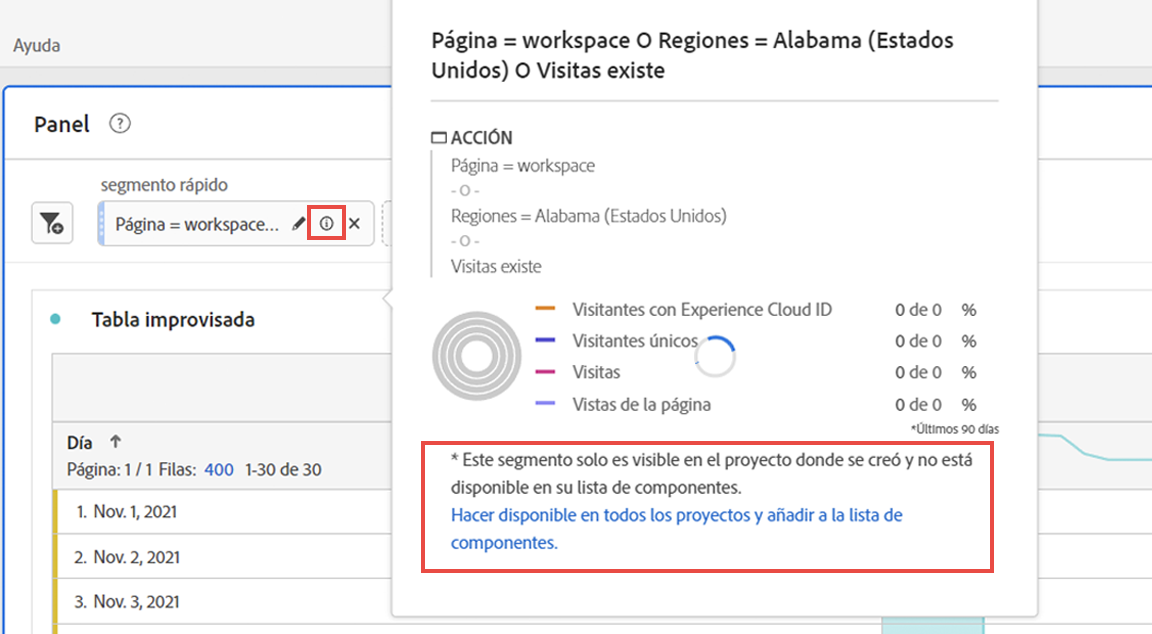 Ayuda
Panel ?
segmento rápido
Página = workspace...
Tabla improvisada
Día ↑
Página: 1 / 1 Filas: 400 1-30 de 30
1. Nov. 1, 2021
2. Nov. 2, 2021
3. Nov. 3, 2021
Página = workspace O Regiones = Alabama (Estados
Unidos) O Visitas existe
ACCIÓN
Página = workspace
- O -
Regiones = Alabama (Estados Unidos)
- O -
Visitas existe
Visitantes con Experience Cloud ID 0 de 0 %
Visitantes únicos 0 de 0 %
Visitas 0 de 0 %
Vistas de la página 0 de 0 %
*Últimos 90 días
* Este segmento solo es visible en el proyecto donde se creó y no está
disponible en su lista de componentes.
Hacer disponible en todos los proyectos y añadir a la lista de
componentes.